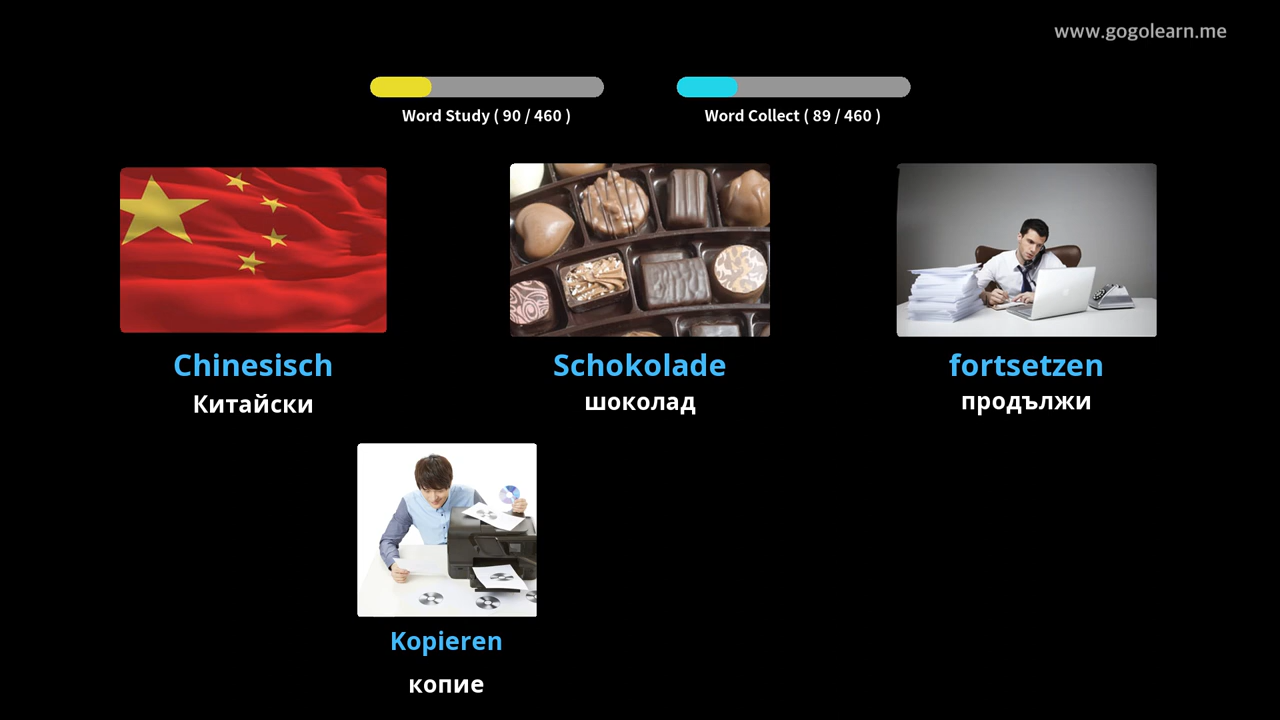 www.gogolearn.me
Word Study ( 90 / 460 )
Word Collect ( 89 / 460 )
Chinesisch
Китайски
Schokolade
шоколад
fortsetzen
продължи
Kopieren
копие